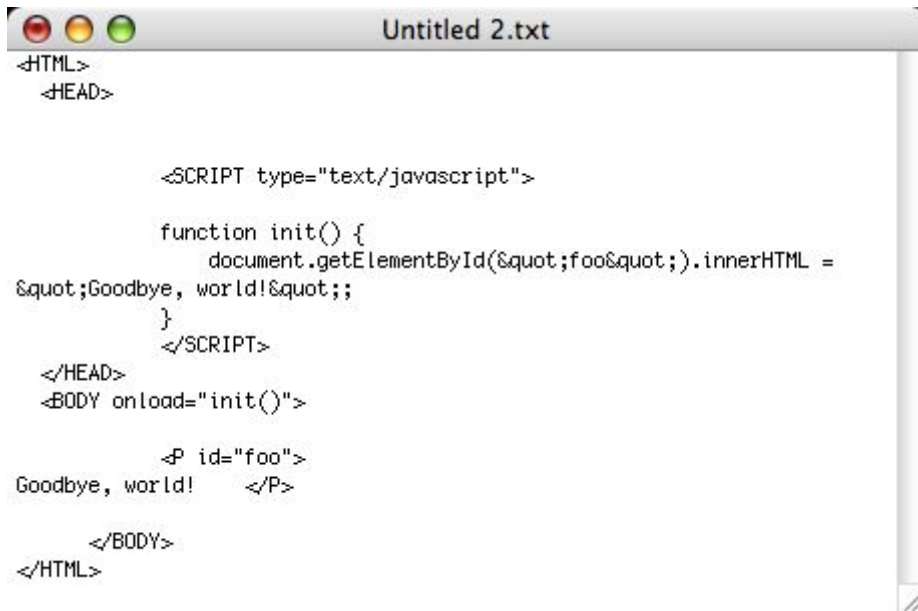 Untitled 2.txt
<HTML>
<HEAD>
<SCRIPT type="text/javascript">
function init() {
document.getElementById(&quot;foo&quot;).innerHTML =
&quot;Goodbye, world!&quot;;
}
</SCRIPT>
</HEAD>
<BODY onload="init()">
<P id="foo">
Goodbye, world! </P>
</BODY>
</HTML>